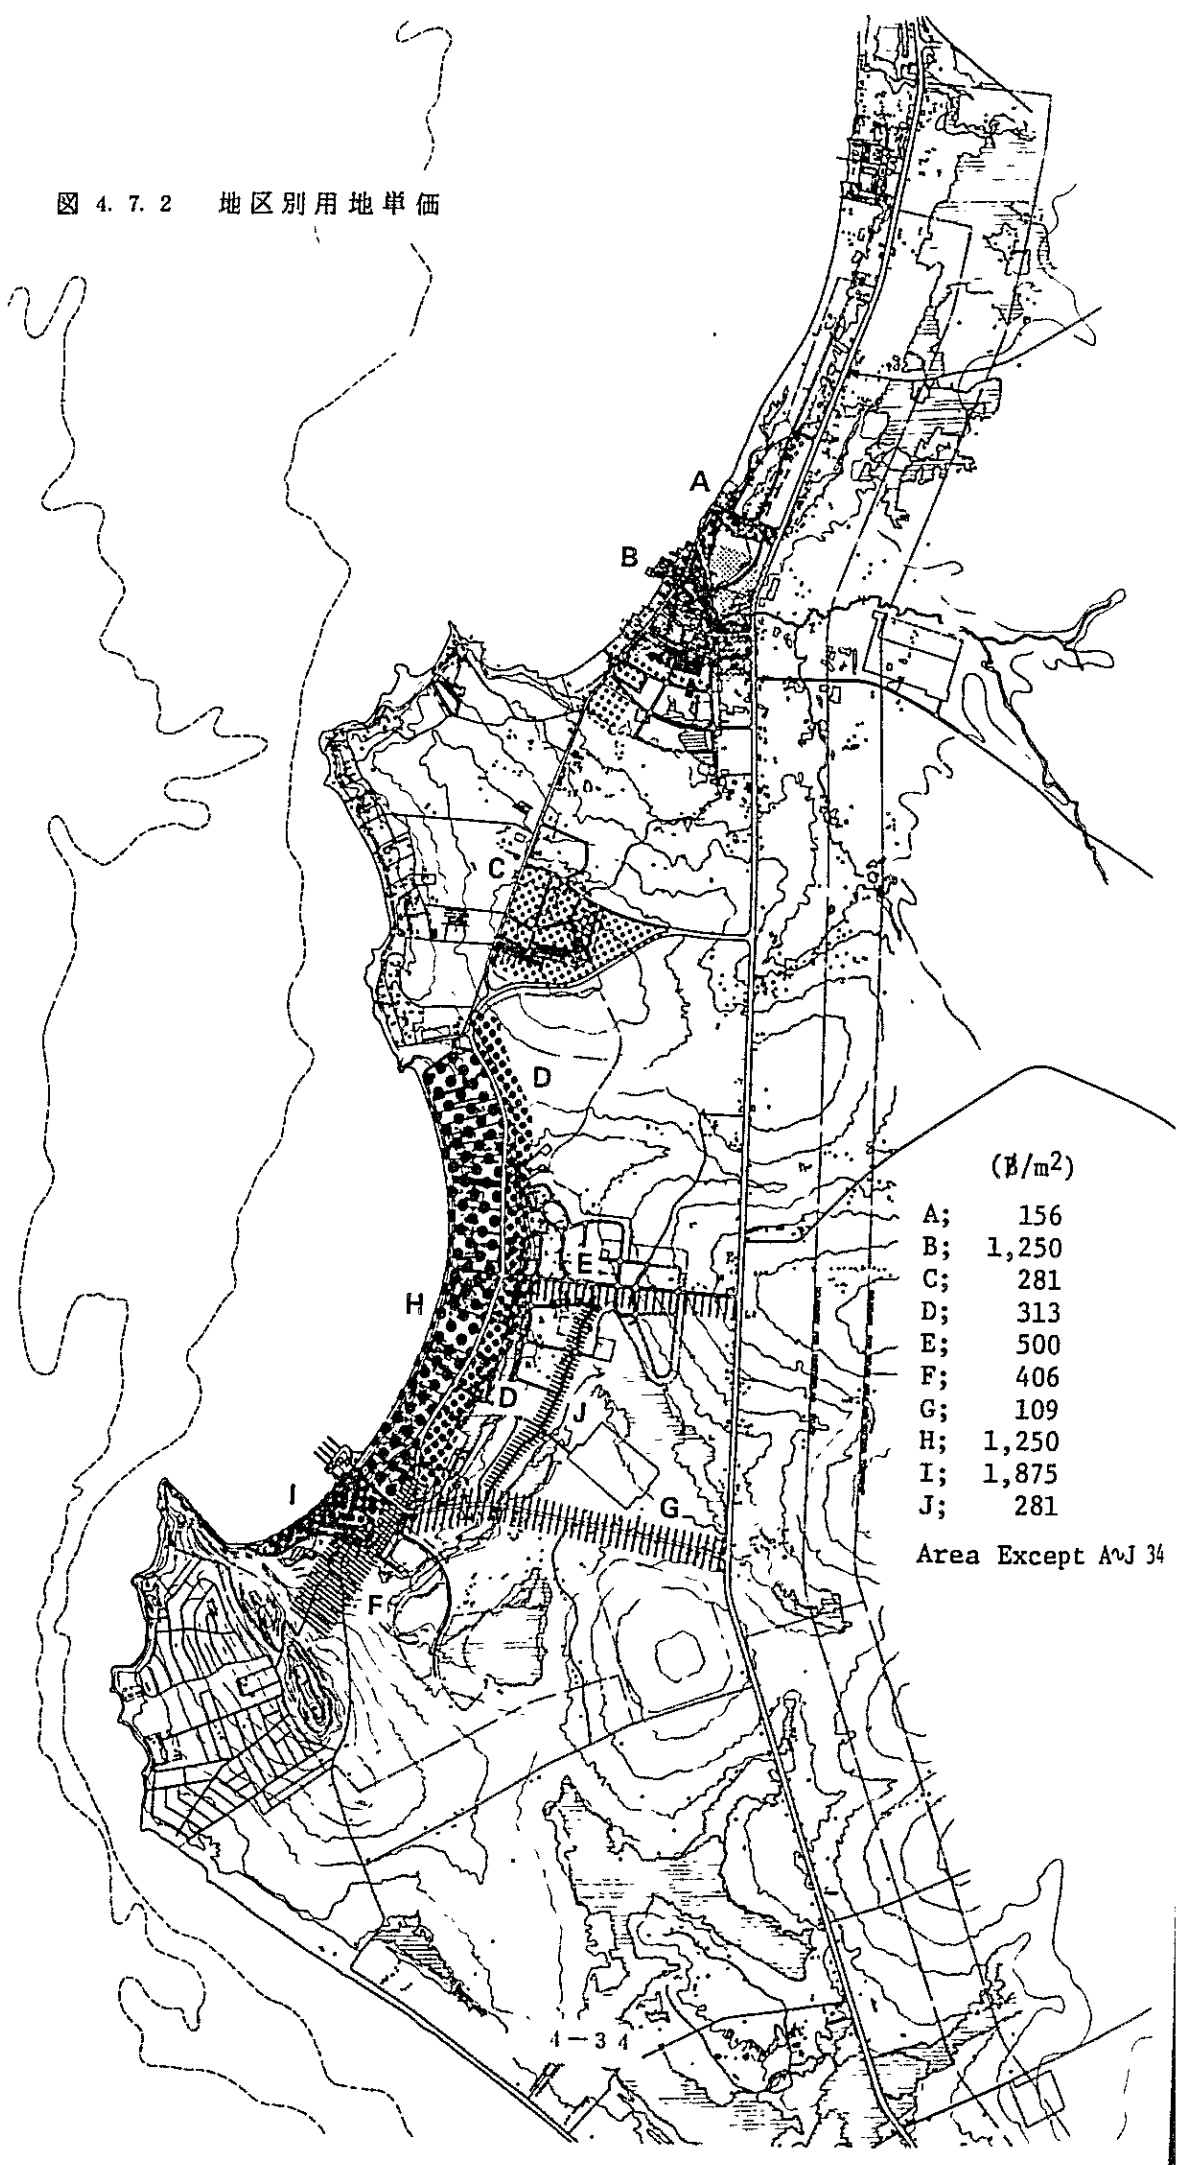 図 4. 7. 2 地区別用地単価
A
B
C
D
E
H
D
J
G
I
F
(฿/m²)
A; 156
B; 1,250
C; 281
D; 313
E; 500
F; 406
G; 109
H; 1,250
I; 1,875
J; 281
Area Except A~J 34
4-34